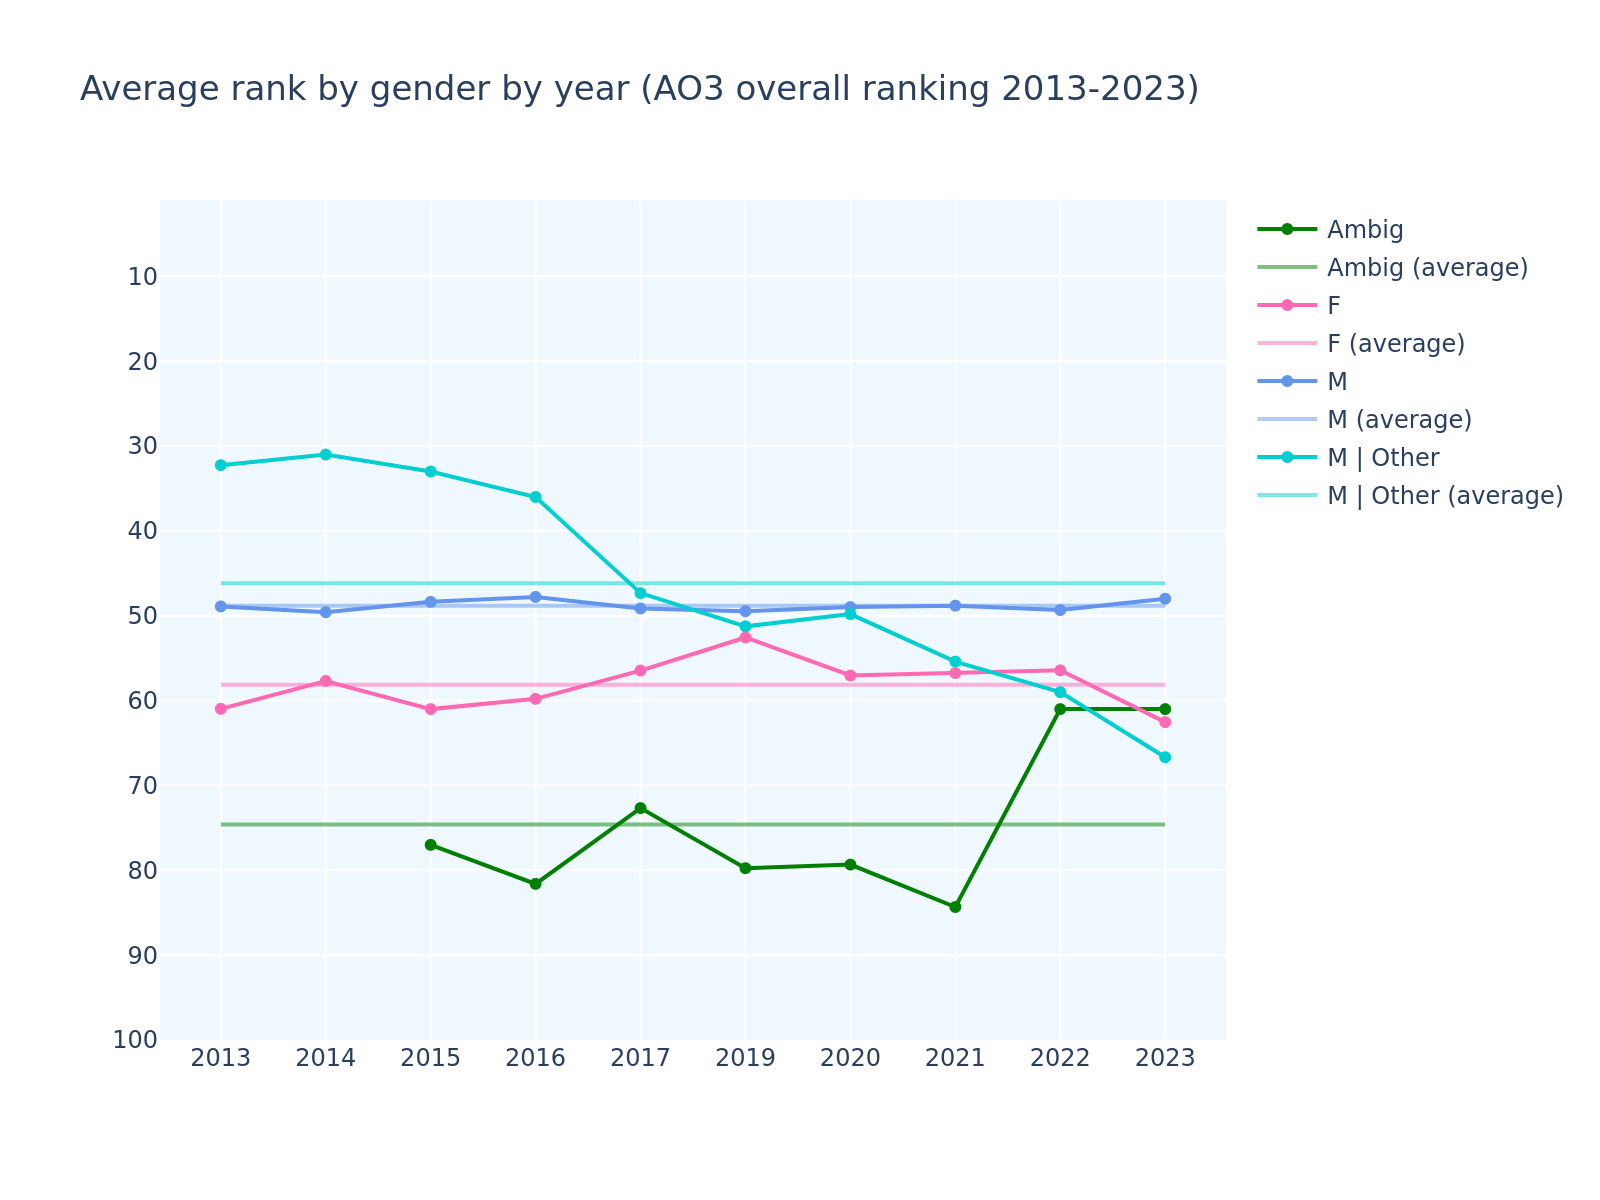 Average rank by gender by year (AO3 overall ranking 2013-2023)
10
20
30
40
50
60
70
80
90
100
2013 2014 2015 2016 2017 2019 2020 2021 2022 2023
Ambig
Ambig (average)
F
F (average)
M
M (average)
M | Other
M | Other (average)